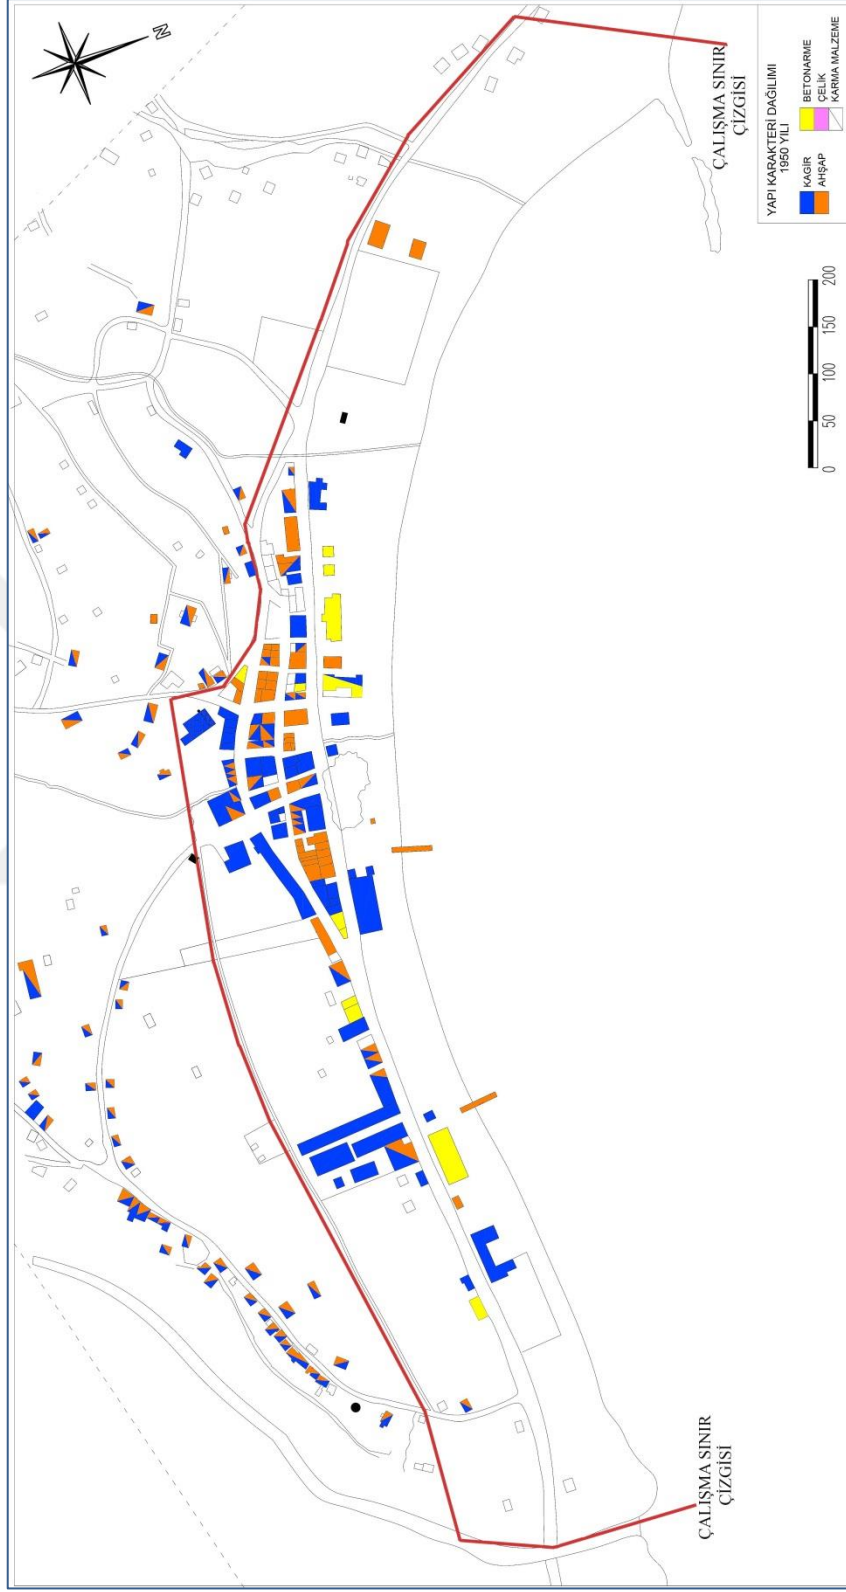 N
ÇALIŞMA SINIR
ÇİZGİSİ
YAPI KARAKTERİ DAĞILIMI
1950 YILI
KAGİR
AHŞAP
BETONARME
ÇELİK
KARMA MALZEME
0 50 100 150 200
ÇALIŞMA SINIR
ÇİZGİSİ